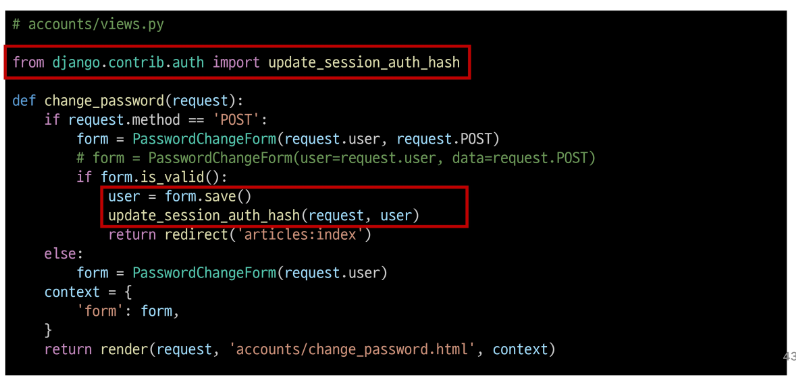 # accounts/views.py
from django.contrib.auth import update_session_auth_hash
def change_password(request):
    if request.method == 'POST':
        form = PasswordChangeForm(request.user, request.POST)
        # form = PasswordChangeForm(user=request.user, data=request.POST)
        if form.is_valid():
            user = form.save()
            update_session_auth_hash(request, user)
            return redirect('articles:index')
    else:
        form = PasswordChangeForm(request.user)
    context = {
        'form': form,
    }
    return render(request, 'accounts/change_password.html', context)
43